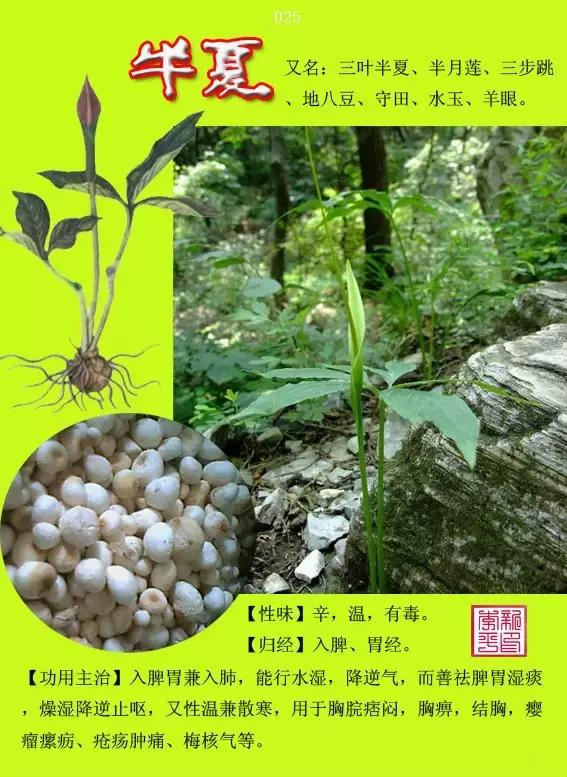 025
半夏
又名：三叶半夏、半月莲、三步跳
、地八豆、守田、水玉、羊眼。
【性味】辛，温，有毒。
【归经】入脾、胃经。
【功用主治】入脾胃兼入肺，能行水湿，降逆气，而善祛脾胃湿痰
，燥湿降逆止呕，又性温兼散寒，用于胸脘痞闷，胸痹，结胸，瘿
瘤瘰疬、疮疡肿痛、梅核气等。